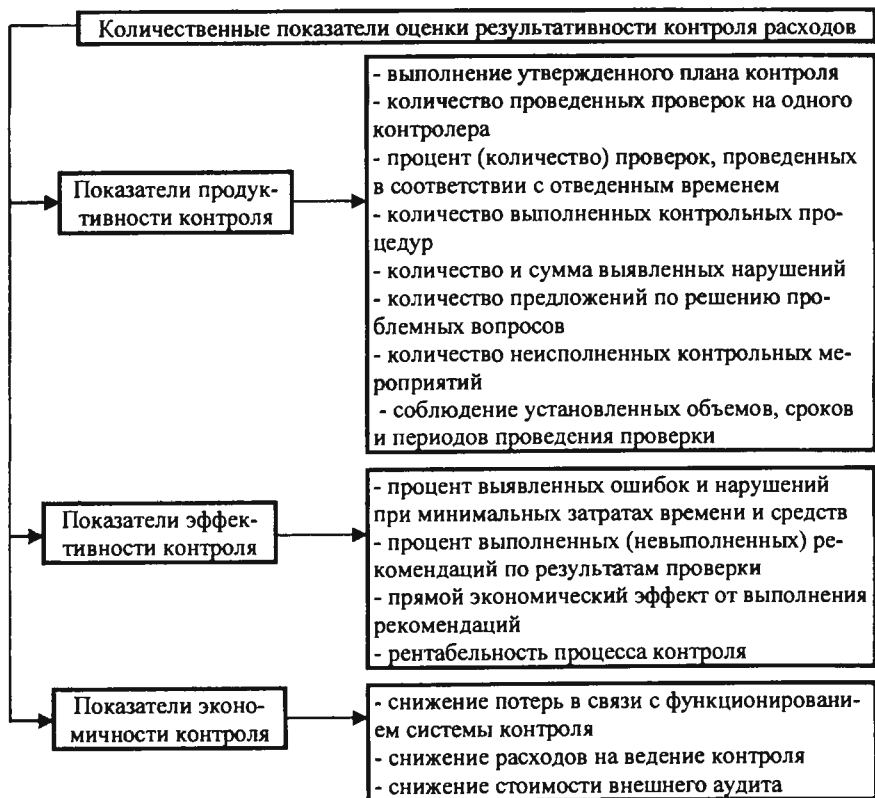 Количественные показатели оценки результативности контроля расходов
Показатели продук-
тивности контроля
- выполнение утвержденного плана контроля
- количество проведенных проверок на одного
контролера
- процент (количество) проверок, проведенных
в соответствии с отведенным временем
- количество выполненных контрольных про-
цедур
- количество и сумма выявленных нарушений
- количество предложений по решению про-
блемных вопросов
- количество неисполненных контрольных ме-
роприятий
- соблюдение установленных объемов, сроков
и периодов проведения проверки
Показатели эффек-
тивности контроля
- процент выявленных ошибок и нарушений
при минимальных затратах времени и средств
- процент выполненных (невыполненных) ре-
комендаций по результатам проверки
- прямой экономический эффект от выполнения
рекомендаций
- рентабельность процесса контроля
Показатели эконо-
мичности контроля
- снижение потерь в связи с функционировани-
ем системы контроля
- снижение расходов на ведение контроля
- снижение стоимости внешнего аудита